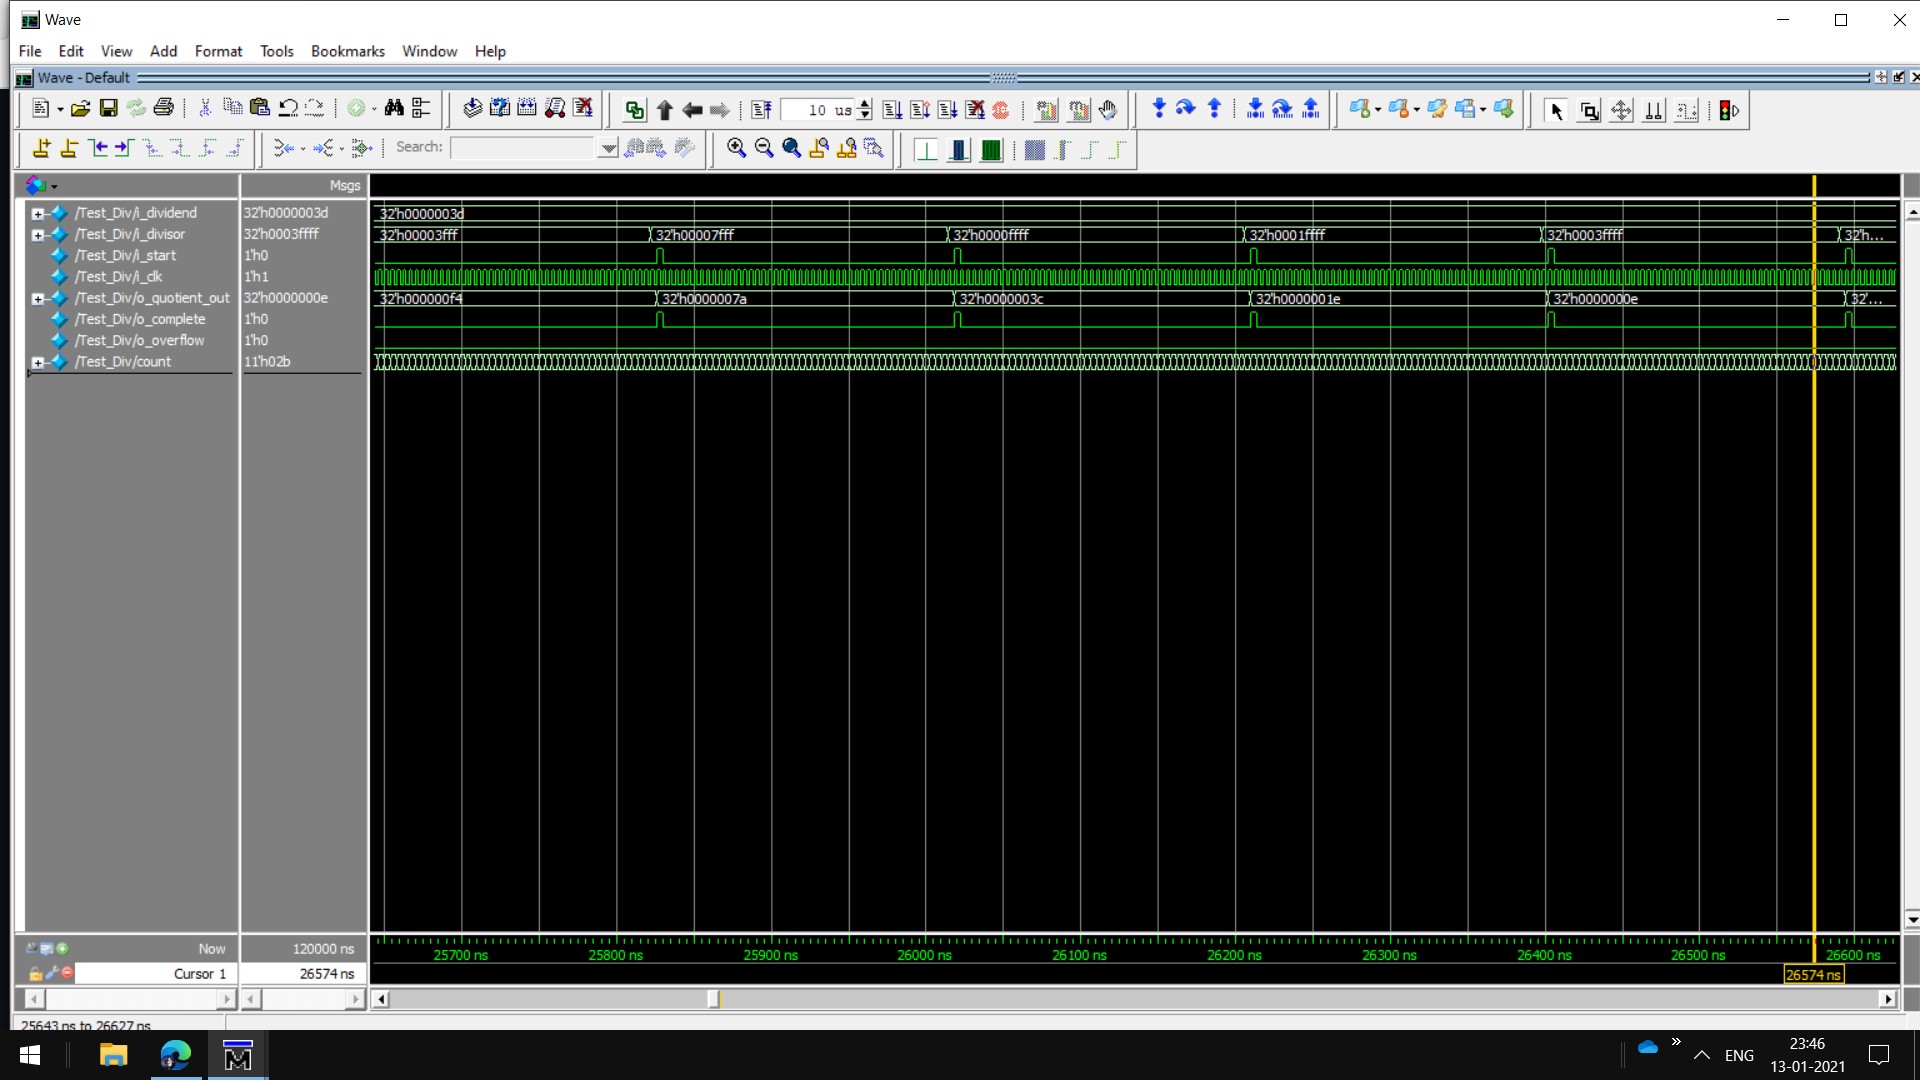 Wave
File Edit View Add Format Tools Bookmarks Window Help
Wave - Default
10 us
Search:
Msgs
/Test_Div/i_dividend 32'h0000003d 32'h0000003d
/Test_Div/i_divisor 32'h0003ffff 32'h00003fff 32'h00007fff 32'h0000ffff 32'h0001ffff 32'h0003ffff 32'h...
/Test_Div/i_start 1'h0
/Test_Div/i_clk 1'h1
/Test_Div/o_quotient_out 32'h0000000e 32'h000000f4 32'h0000007a 32'h0000003c 32'h0000001e 32'h0000000e 32'...
/Test_Div/o_complete 1'h0
/Test_Div/o_overflow 1'h0
/Test_Div/count 11'h02b
Now 120000 ns 25700 ns 25800 ns 25900 ns 26000 ns 26100 ns 26200 ns 26300 ns 26400 ns 26500 ns 26600 ns
Cursor 1 26574 ns 26574 ns
25643 ns to 26627 ns
M
ENG
23:46
13-01-2021